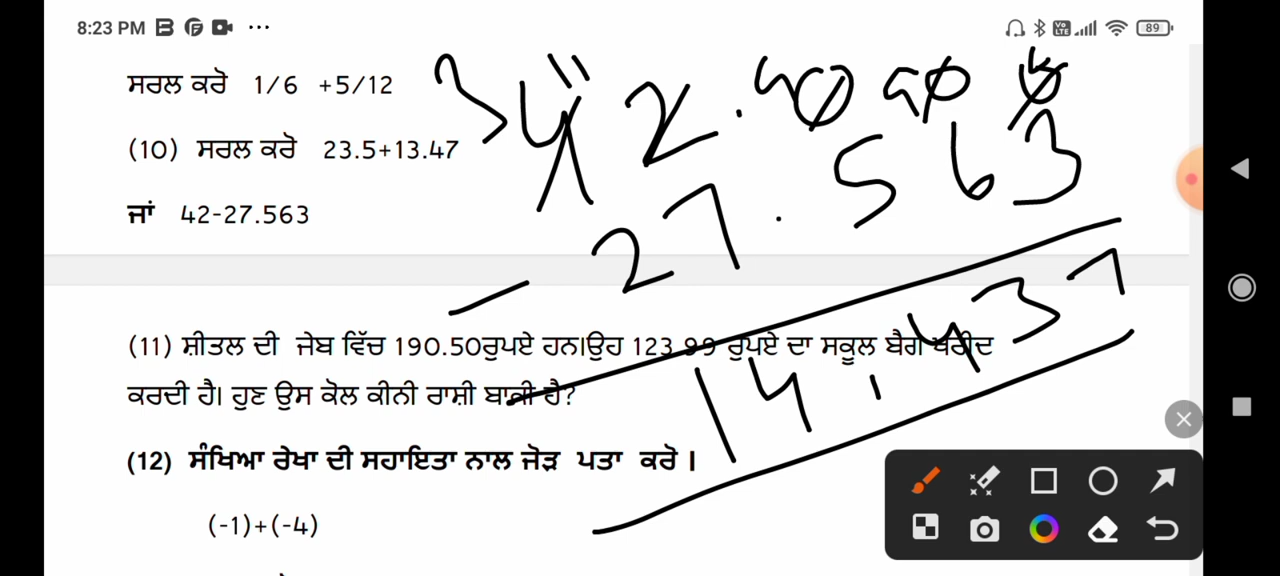 8:23 PM
89
ਸਰਲ ਕਰੋ 1/6 +5/12
(10) ਸਰਲ ਕਰੋ 23.5+13.47
ਜਾਂ 42-27.563
- 27.563
14.437
(11) ਸ਼ੀਤਲ ਦੀ ਜੇਬ ਵਿੱਚ 190.50ਰੁਪਏ ਹਨ।ਉਹ 123.99 ਰੁਪਏ ਦਾ ਸਕੂਲ ਬੈਗ ਖਰੀਦ
ਕਰਦੀ ਹੈ। ਹੁਣ ਉਸ ਕੋਲ ਕੀਨੀ ਰਾਸ਼ੀ ਬਾਕੀ ਹੈ?
(12) ਸੰਖਿਆ ਰੇਖਾ ਦੀ ਸਹਾਇਤਾ ਨਾਲ ਜੋੜ ਪਤਾ ਕਰੋ ।
(-1)+(-4)